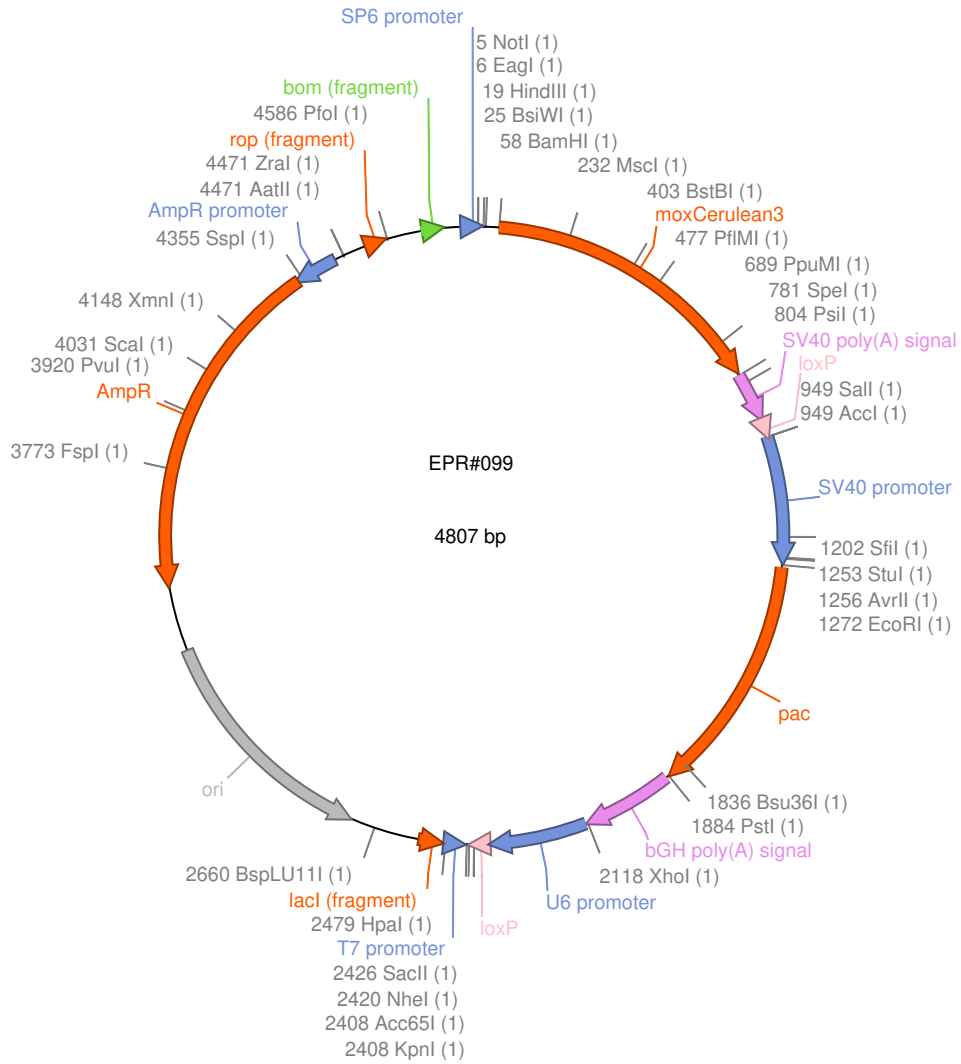 SP6 promoter
5 NotI (1)
6 EagI (1)
bom (fragment)
19 HindIII (1)
4586 PfoI (1)
25 BsiWI (1)
rop (fragment)
58 BamHI (1)
4471 ZraI (1)
232 MscI (1)
4471 AatII (1)
403 BstBI (1)
AmpR promoter
moxCerulean3
4355 SspI (1)
477 PflMI (1)
689 PpuMI (1)
781 SpeI (1)
4148 XmnI (1)
804 PsiI (1)
4031 ScaI (1)
SV40 poly(A) signal
3920 PvuI (1)
loxP
AmpR
949 SalI (1)
949 AccI (1)
3773 FspI (1)
EPR#099
SV40 promoter
4807 bp
1202 SfiI (1)
1253 StuI (1)
1256 AvrII (1)
1272 EcoRI (1)
pac
ori
1836 Bsu36I (1)
1884 PstI (1)
bGH poly(A) signal
2660 BspLU11I (1)
2118 XhoI (1)
lacI (fragment)
U6 promoter
2479 HpaI (1)
loxP
T7 promoter
2426 SacII (1)
2420 NheI (1)
2408 Acc65I (1)
2408 KpnI (1)